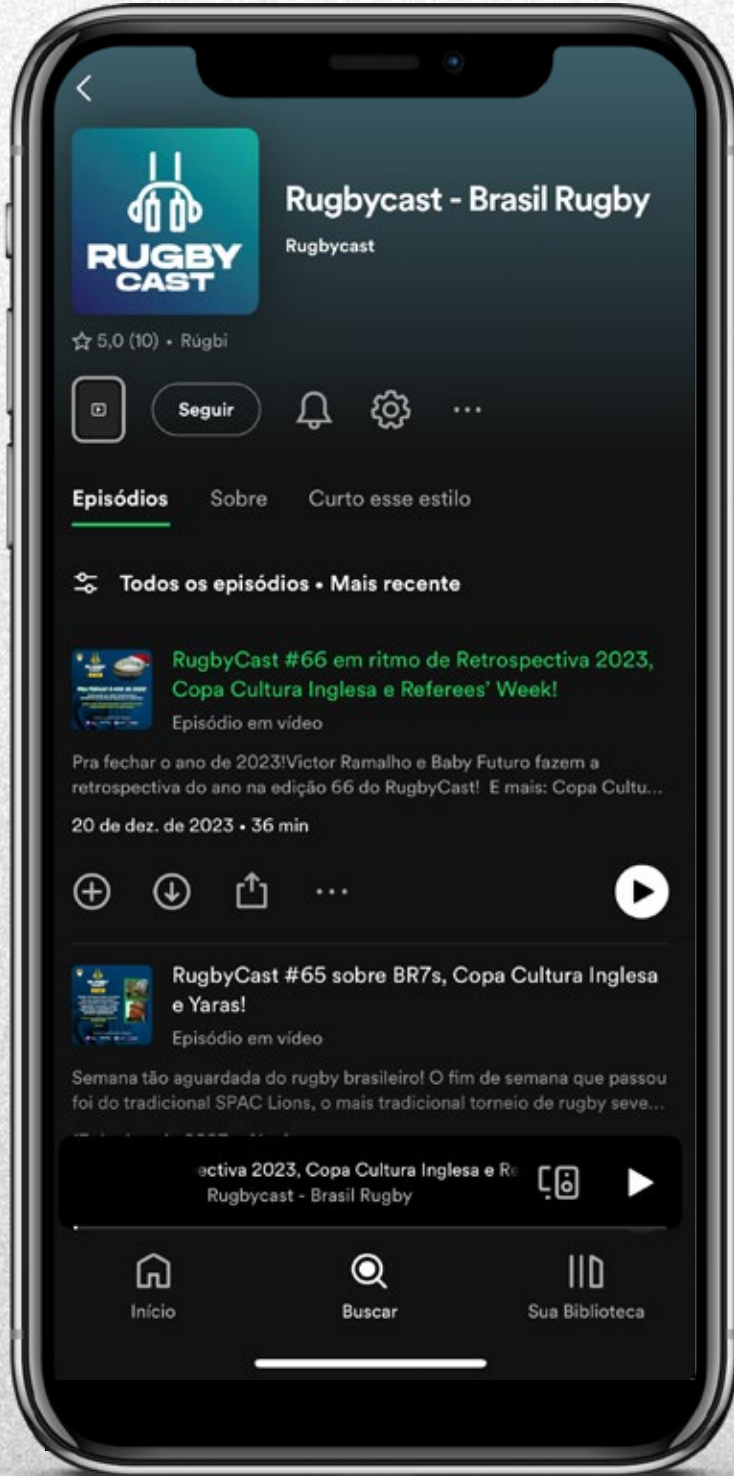 RUGBY
CAST
Rugbycast - Brasil Rugby
Rugbycast
5,0 (10) • Rúgbi
Seguir
Episódios Sobre Curto esse estilo
Todos os episódios • Mais recente
RugbyCast #66 em ritmo de Retrospectiva 2023,
Copa Cultura Inglesa e Referees' Week!
Episódio em vídeo
Pra fechar o ano de 2023!Victor Ramalho e Baby Futuro fazem a
retrospectiva do ano na edição 66 do RugbyCast! E mais: Copa Cultu...
20 de dez. de 2023 • 36 min
RugbyCast #65 sobre BR7s, Copa Cultura Inglesa
e Yaras!
Episódio em vídeo
Semana tão aguardada do rugby brasileiro! O fim de semana que passou
foi do tradicional SPAC Lions, o mais tradicional torneio de rugby seve...
ectiva 2023, Copa Cultura Inglesa e Re
Rugbycast - Brasil Rugby
Início Buscar Sua Biblioteca